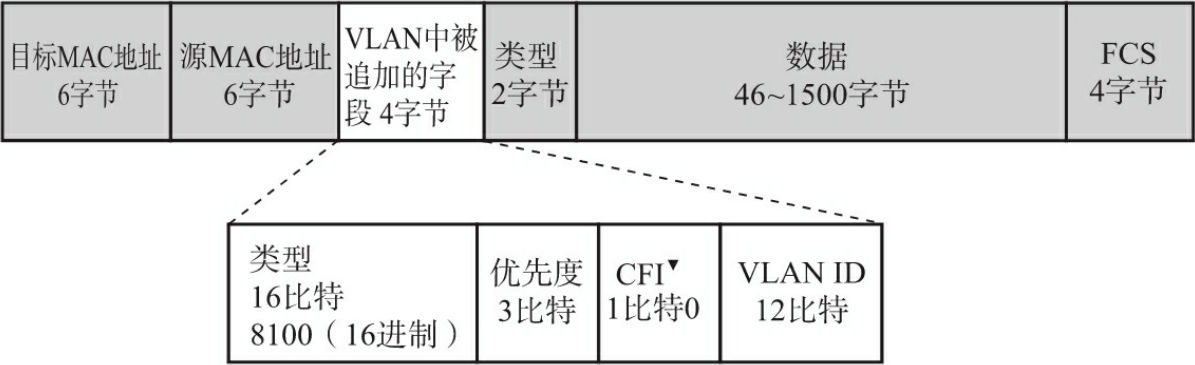 目标MAC地址
6字节
源MAC地址
6字节
VLAN中被
追加的字
段 4字节
类型
2字节
数据
46~1500字节
FCS
4字节
类型
16比特
8100（16进制）
优先度
3比特
CFI▼
1比特0
VLAN ID
12比特